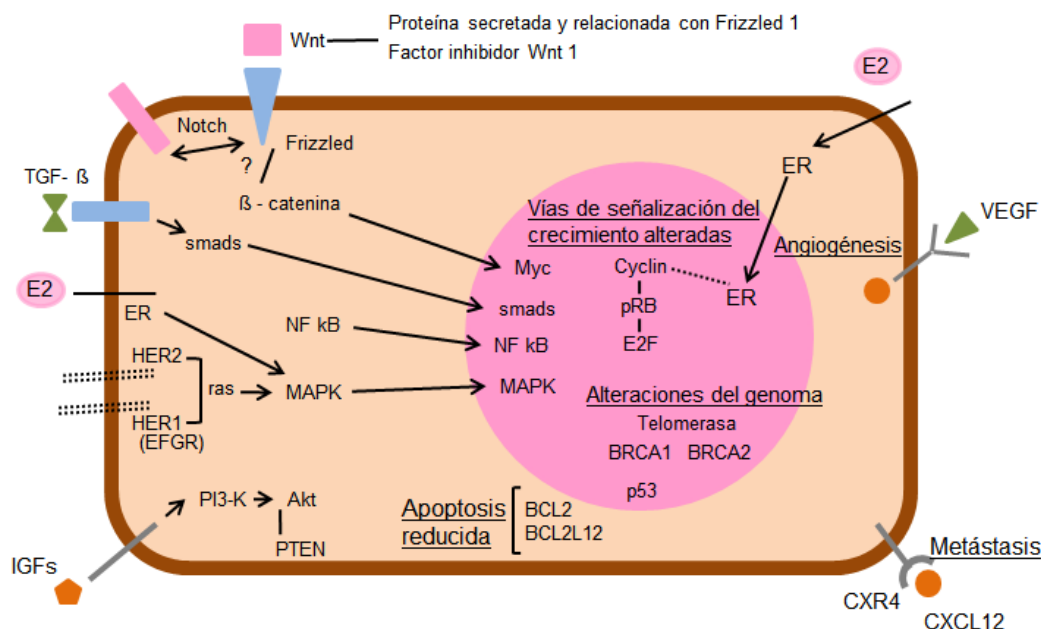 Proteína secretada y relacionada con Frizzled 1
Wnt
Factor inhibidor Wnt 1
E2
Notch
Frizzled
?
ER
TGF- ß
ß - catenina
Vías de señalización del
crecimiento alteradas
VEGF
smads
Angiogénesis
Myc
Cyclin
E2
ER
ER
smads
pRB
NF kB
NF kB
E2F
HER2
ras
MAPK
MAPK
Alteraciones del genoma
HER1
(EFGR)
Telomerasa
BRCA1 BRCA2
p53
PI3-K
Akt
Apoptosis
reducida
BCL2
BCL2L12
PTEN
IGFs
Metástasis
CXR4
CXCL12